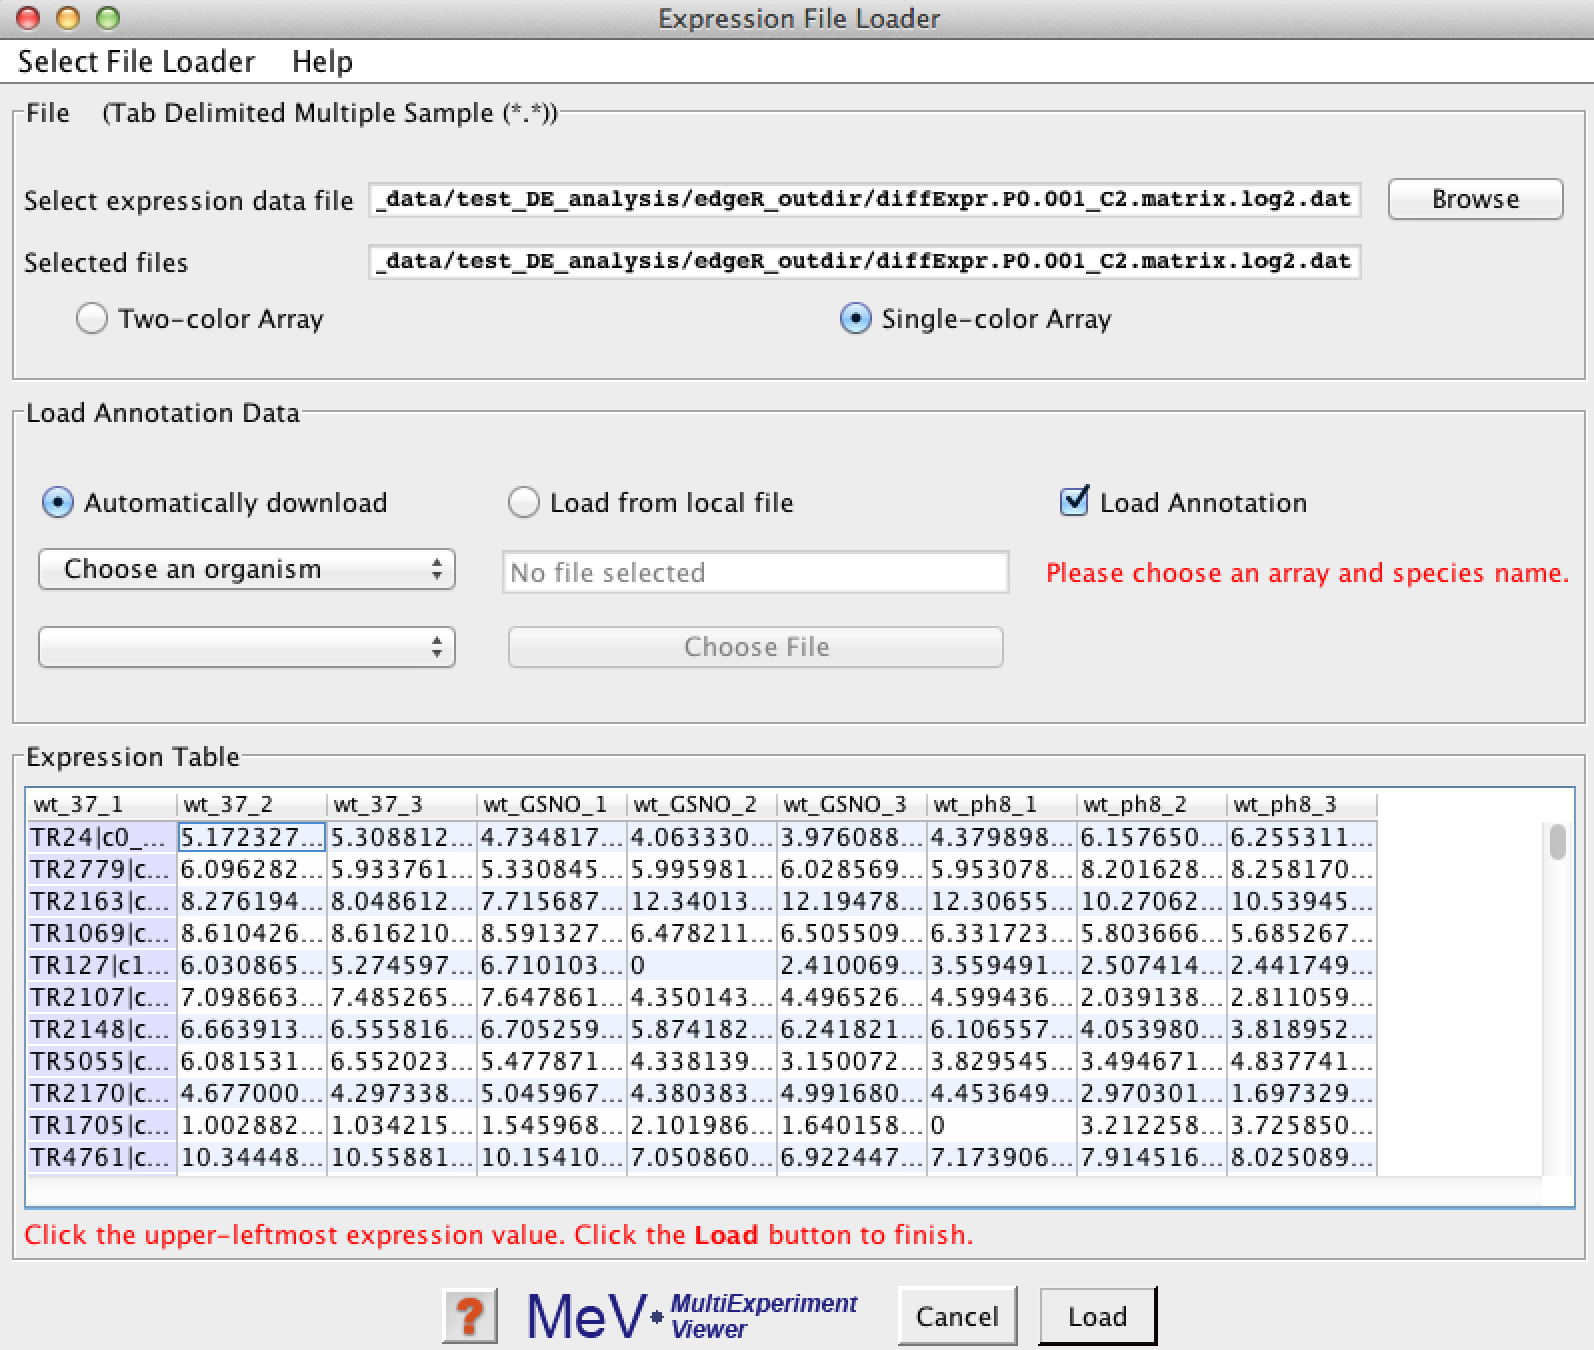 Expression File Loader
Select File Loader Help
File (Tab Delimited Multiple Sample (*.*))
Select expression data file _data/test_DE_analysis/edgeR_outdir/diffExpr.P0.001_C2.matrix.log2.dat Browse
Selected files _data/test_DE_analysis/edgeR_outdir/diffExpr.P0.001_C2.matrix.log2.dat
Two-color Array Single-color Array
Load Annotation Data
Automatically download Load from local file Load Annotation
Choose an organism No file selected Please choose an array and species name.
Choose File
Expression Table
wt_37_1 wt_37_2 wt_37_3 wt_GSNO_1 wt_GSNO_2 wt_GSNO_3 wt_ph8_1 wt_ph8_2 wt_ph8_3
TR24|c0_... 5.172327... 5.308812... 4.734817... 4.063330... 3.976088... 4.379898... 6.157650... 6.255311...
TR2779|c... 6.096282... 5.933761... 5.330845... 5.995981... 6.028569... 5.953078... 8.201628... 8.258170...
TR2163|c... 8.276194... 8.048612... 7.715687... 12.34013... 12.19478... 12.30655... 10.27062... 10.53945...
TR1069|c... 8.610426... 8.616210... 8.591327... 6.478211... 6.505509... 6.331723... 5.803666... 5.685267...
TR127|c1... 6.030865... 5.274597... 6.710103... 0 2.410069... 3.559491... 2.507414... 2.441749...
TR2107|c... 7.098663... 7.485265... 7.647861... 4.350143... 4.496526... 4.599436... 2.039138... 2.811059...
TR2148|c... 6.663913... 6.555816... 6.705259... 5.874182... 6.241821... 6.106557... 4.053980... 3.818952...
TR5055|c... 6.081531... 6.552023... 5.477871... 4.338139... 3.150072... 3.829545... 3.494671... 4.837741...
TR2170|c... 4.677000... 4.297338... 5.045967... 4.380383... 4.991680... 4.453649... 2.970301... 1.697329...
TR1705|c... 1.002882... 1.034215... 1.545968... 2.101986... 1.640158... 0 3.212258... 3.725850...
TR4761|c... 10.34448... 10.55881... 10.15410... 7.050860... 6.922447... 7.173906... 7.914516... 8.025089...
Click the upper-leftmost expression value. Click the Load button to finish.
? MeV MultiExperiment Viewer Cancel Load